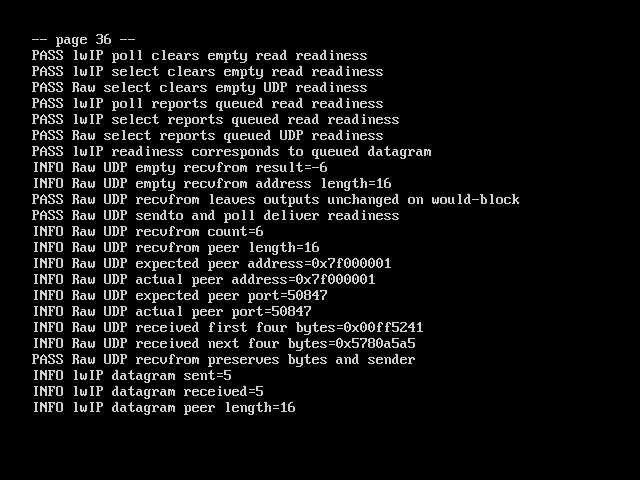 -- page 36 --
PASS lwIP poll clears empty read readiness
PASS lwIP select clears empty read readiness
PASS Raw select clears empty UDP readiness
PASS lwIP poll reports queued read readiness
PASS lwIP select reports queued read readiness
PASS Raw select reports queued UDP readiness
PASS lwIP readiness corresponds to queued datagram
INFO Raw UDP empty recvfrom result=-6
INFO Raw UDP empty recvfrom address length=16
PASS Raw UDP recvfrom leaves outputs unchanged on would-block
PASS Raw UDP sendto and poll deliver readiness
INFO Raw UDP recvfrom count=6
INFO Raw UDP recvfrom peer length=16
INFO Raw UDP expected peer address=0x7f000001
INFO Raw UDP actual peer address=0x7f000001
INFO Raw UDP expected peer port=50847
INFO Raw UDP actual peer port=50847
INFO Raw UDP received first four bytes=0x00ff5241
INFO Raw UDP received next four bytes=0x5780a5a5
PASS Raw UDP recvfrom preserves bytes and sender
INFO lwIP datagram sent=5
INFO lwIP datagram received=5
INFO lwIP datagram peer length=16